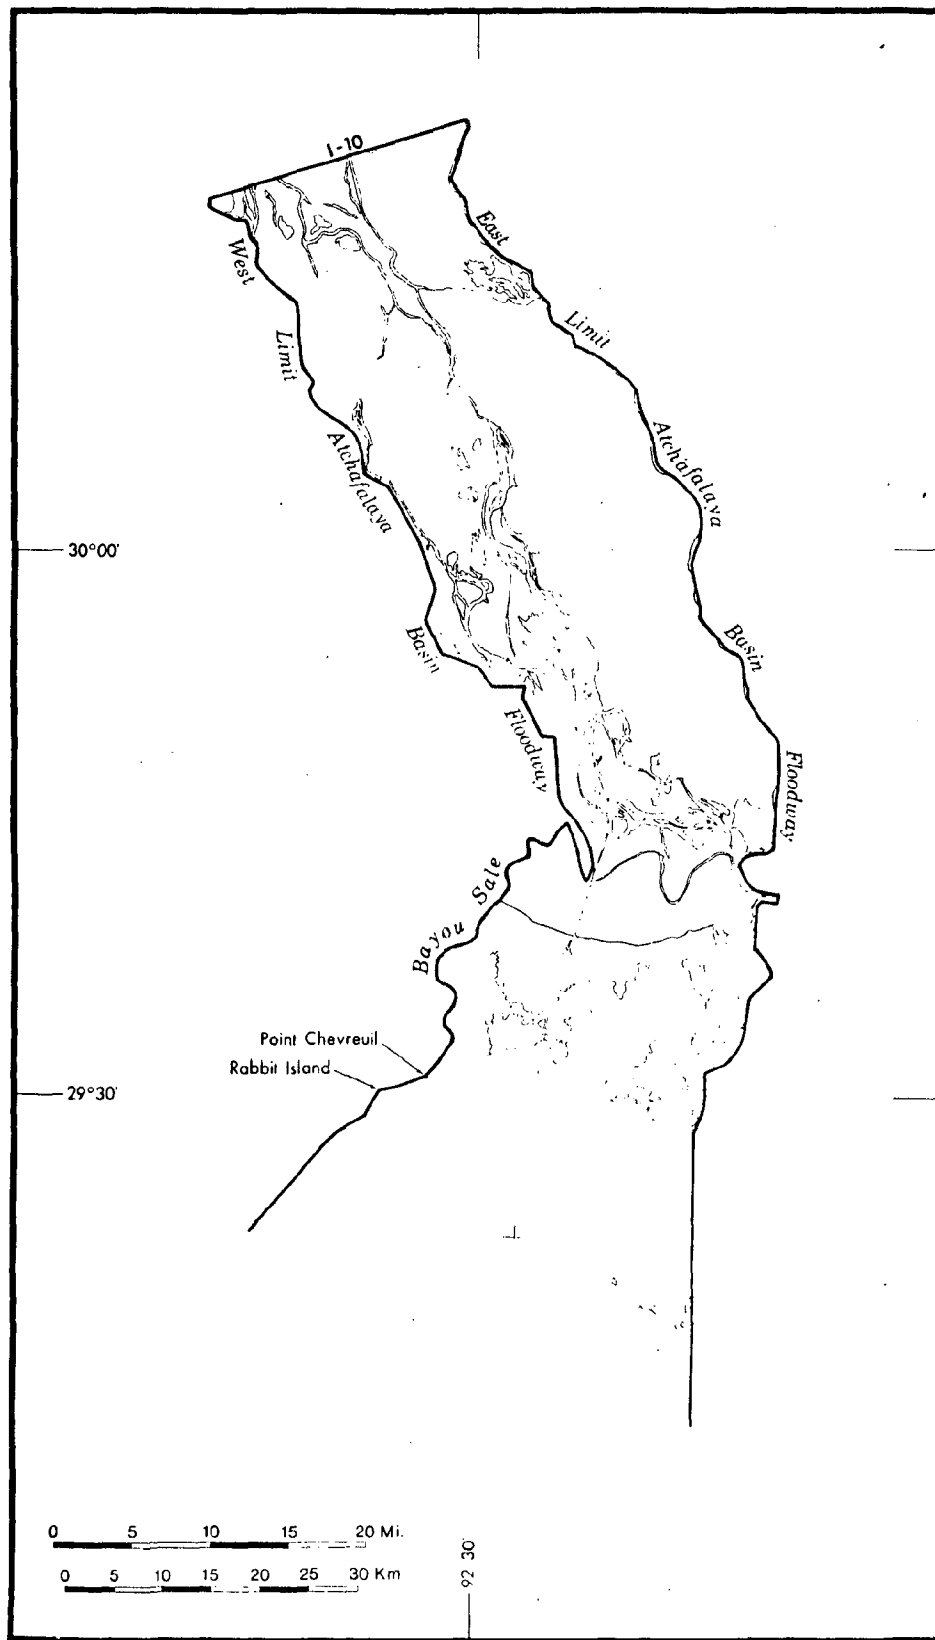 I-10
West Limit Atchafalaya Basin Floodway
East Limit Atchafalaya Basin Floodway
30°00'
Bayou Sale
Point Chevreuil
Rabbit Island
29°30'
0 5 10 15 20 Mi.
0 5 10 15 20 25 30 Km
92 30'